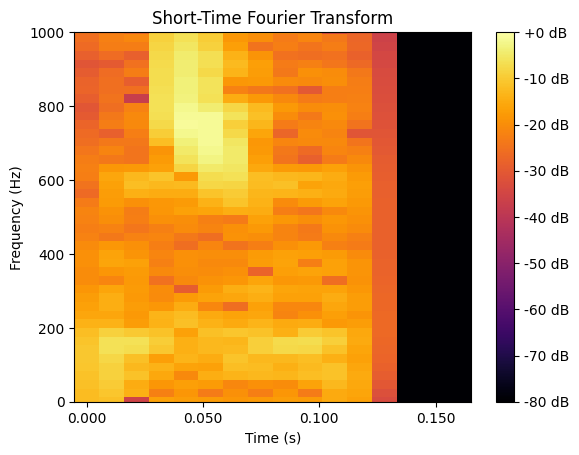 Short-Time Fourier Transform
1000
800
600
400
200
0
Frequency (Hz)
0.000
0.050
0.100
0.150
Time (s)
+0 dB
-10 dB
-20 dB
-30 dB
-40 dB
-50 dB
-60 dB
-70 dB
-80 dB